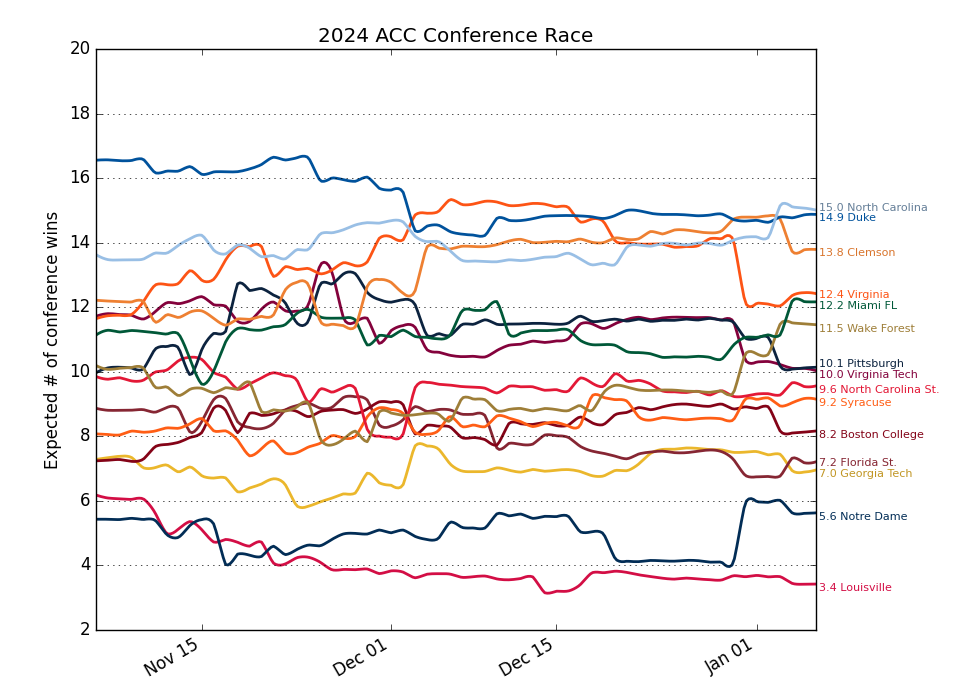 2024 ACC Conference Race
Expected # of conference wins
20
18
16
14
12
10
8
6
4
2
Nov 15
Dec 01
Dec 15
Jan 01
15.0 North Carolina
14.9 Duke
13.8 Clemson
12.4 Virginia
12.2 Miami FL
11.5 Wake Forest
10.1 Pittsburgh
10.0 Virginia Tech
9.6 North Carolina St.
9.2 Syracuse
8.2 Boston College
7.2 Florida St.
7.0 Georgia Tech
5.6 Notre Dame
3.4 Louisville